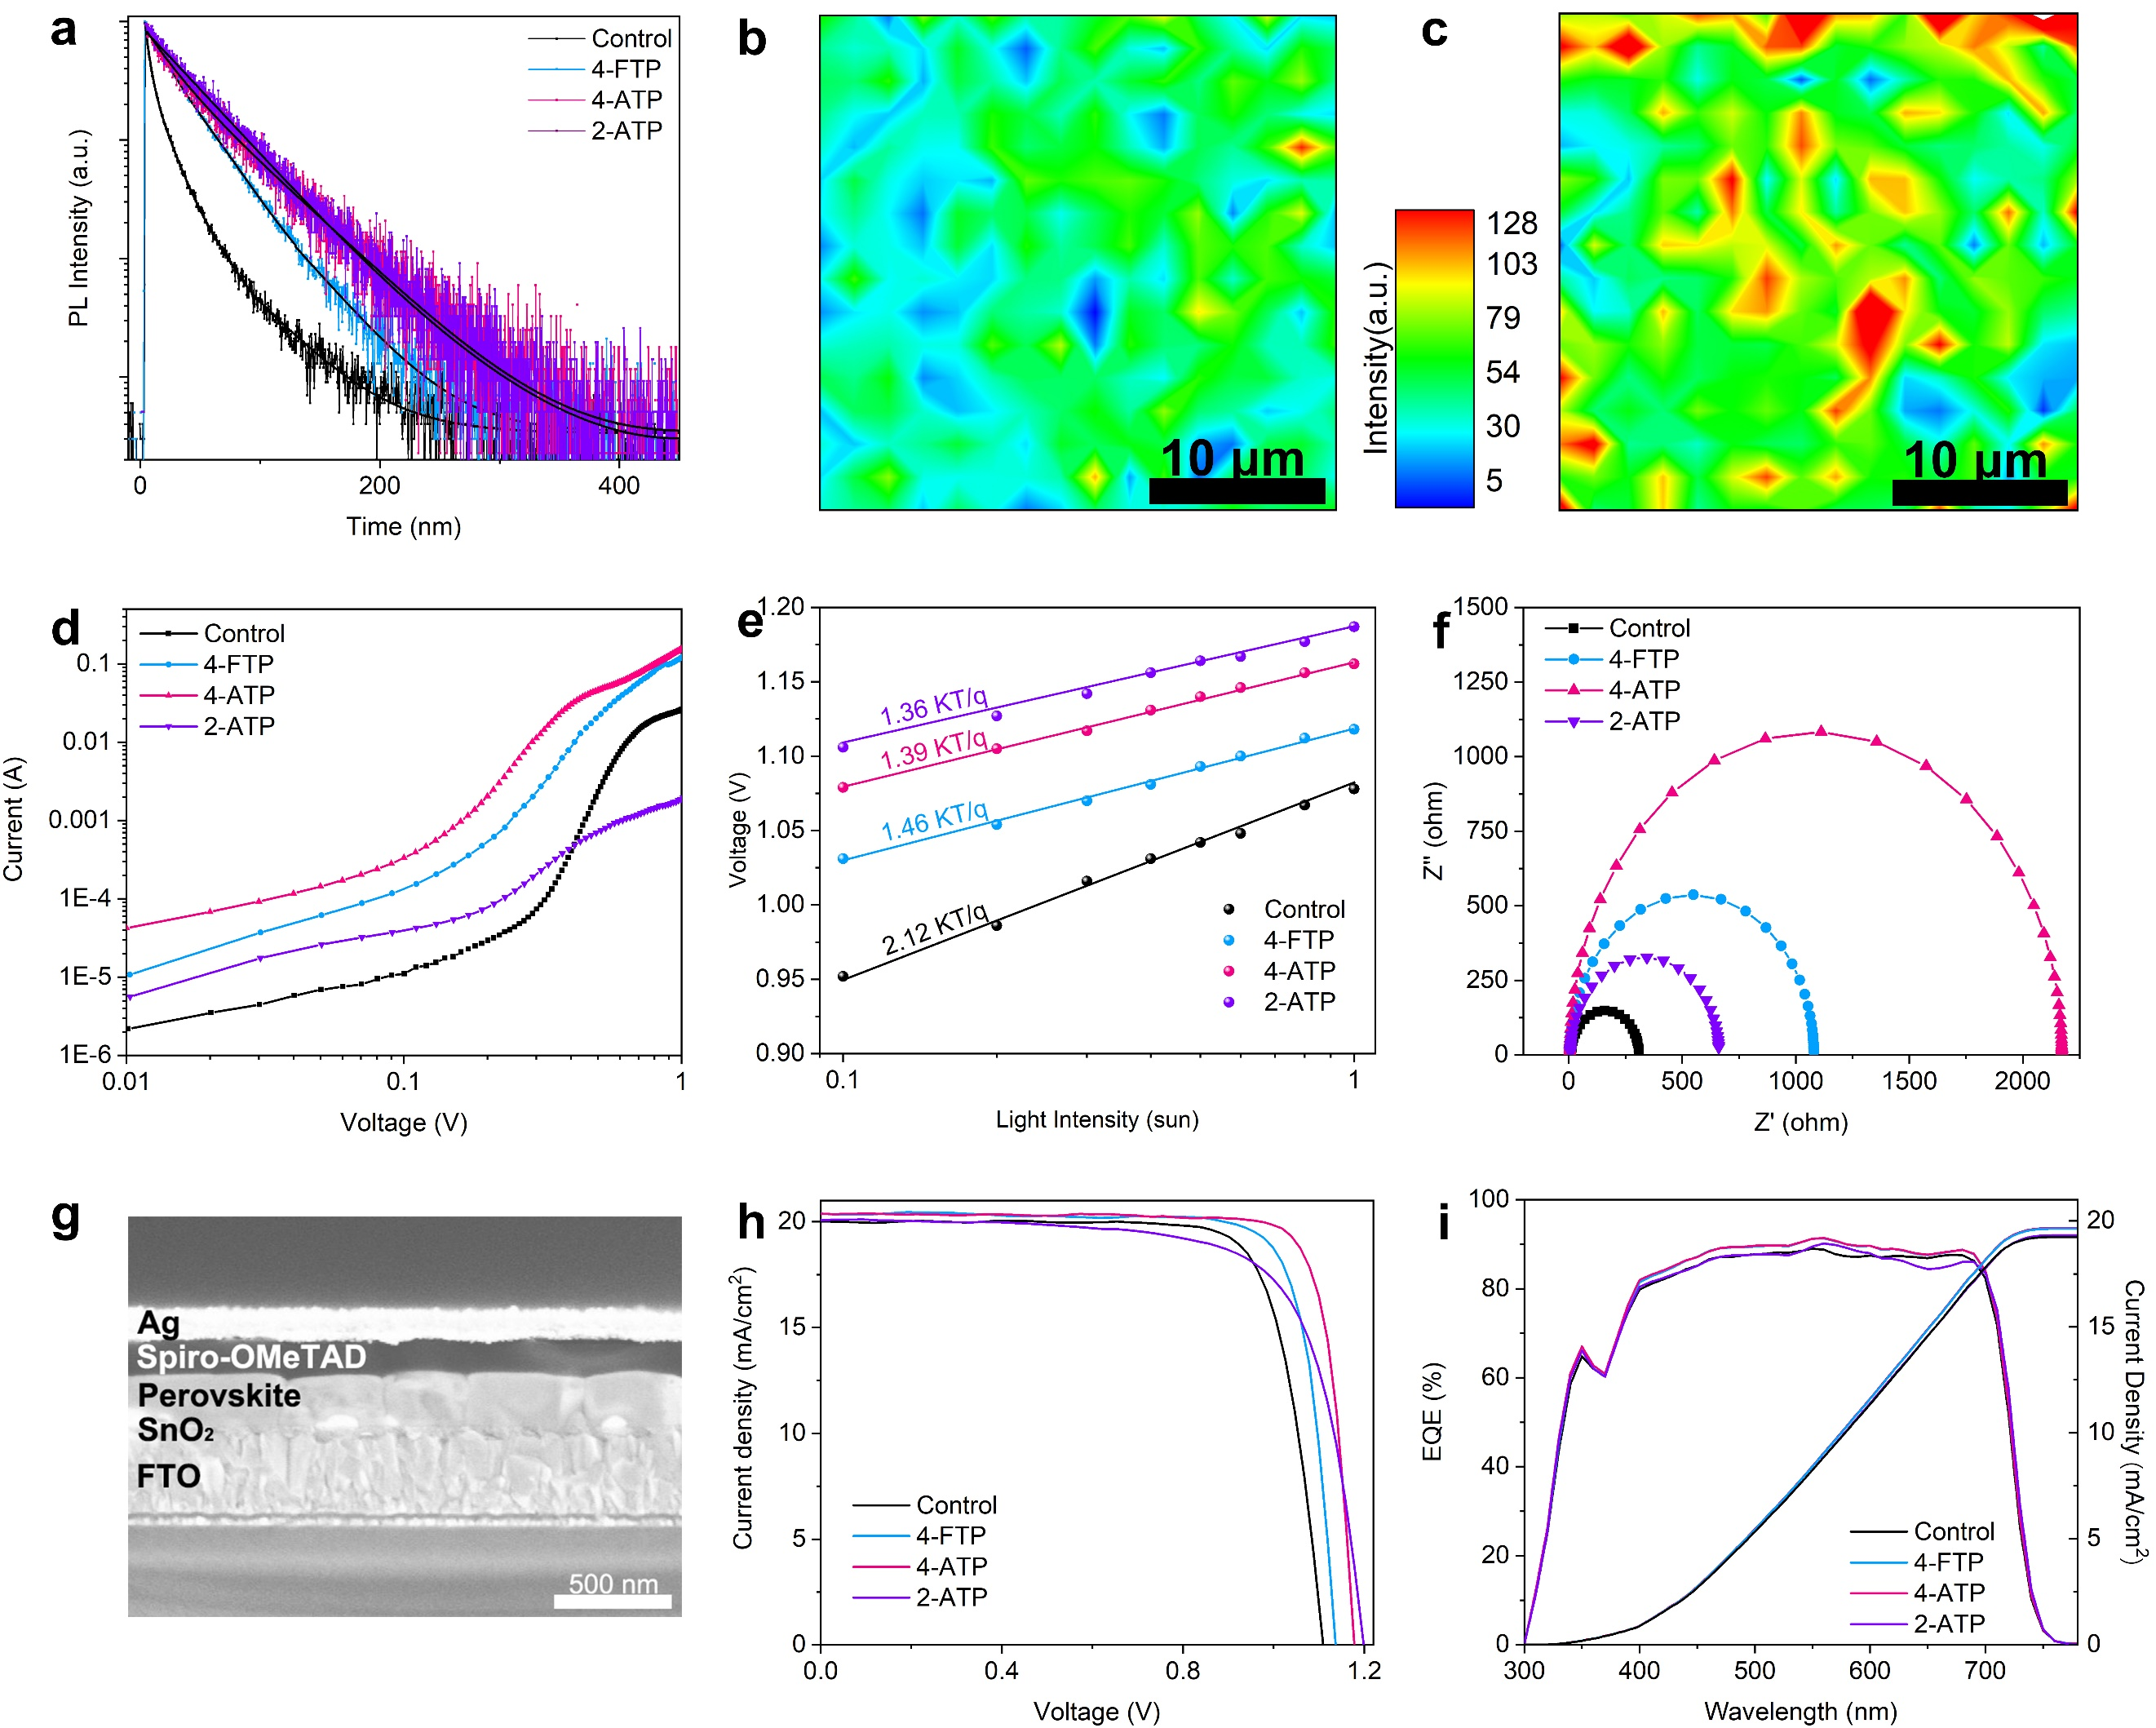 a
Control
4-FTP
4-ATP
2-ATP
PL Intensity (a.u.)
0
200
400
Time (nm)
b
10 µm
Intensity(a.u.)
128
103
79
54
30
5
c
10 µm
d
Control
4-FTP
4-ATP
2-ATP
Current (A)
0.1
0.01
0.001
1E-4
1E-5
1E-6
0.01
0.1
1
Voltage (V)
e
Voltage (V)
1.20
1.15
1.10
1.05
1.00
0.95
0.90
1.36 KT/q
1.39 KT/q
1.46 KT/q
2.12 KT/q
Control
4-FTP
4-ATP
2-ATP
0.1
1
Light Intensity (sun)
f
Control
4-FTP
4-ATP
2-ATP
Z" (ohm)
1500
1250
1000
750
500
250
0
0
500
1000
1500
2000
Z' (ohm)
g
Ag
Spiro-OMeTAD
Perovskite
SnO₂
FTO
500 nm
h
Current density (mA/cm²)
20
15
10
5
0
Control
4-FTP
4-ATP
2-ATP
0.0
0.4
0.8
1.2
Voltage (V)
i
EQE (%)
100
80
60
40
20
0
Control
4-FTP
4-ATP
2-ATP
20
15
10
5
0
Current Density (mA/cm²)
300
400
500
600
700
Wavelength (nm)